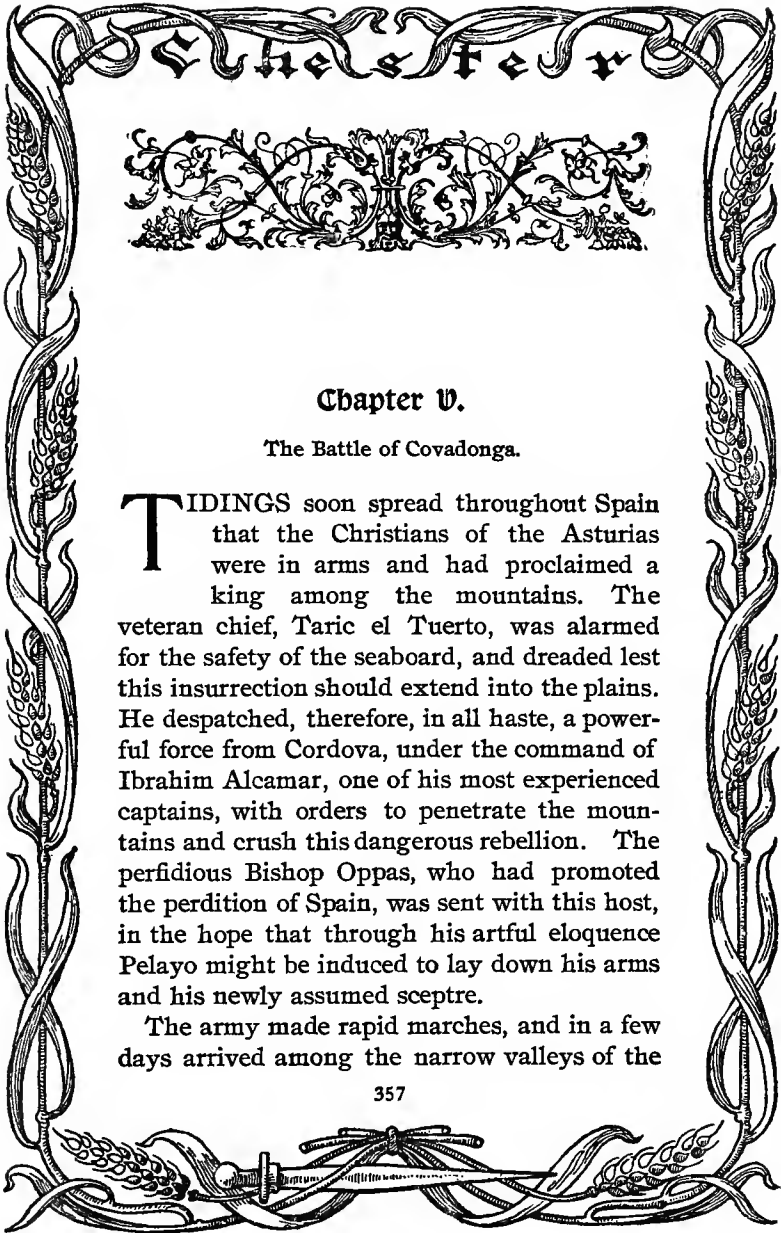 Chester
Chapter V.
The Battle of Covadonga.
TIDINGS soon spread throughout Spain
that the Christians of the Asturias
were in arms and had proclaimed a
king among the mountains. The
veteran chief, Taric el Tuerto, was alarmed
for the safety of the seaboard, and dreaded lest
this insurrection should extend into the plains.
He despatched, therefore, in all haste, a power-
ful force from Cordova, under the command of
Ibrahim Alcamar, one of his most experienced
captains, with orders to penetrate the moun-
tains and crush this dangerous rebellion. The
perfidious Bishop Oppas, who had promoted
the perdition of Spain, was sent with this host,
in the hope that through his artful eloquence
Pelayo might be induced to lay down his arms
and his newly assumed sceptre.
The army made rapid marches, and in a few
days arrived among the narrow valleys of the
357